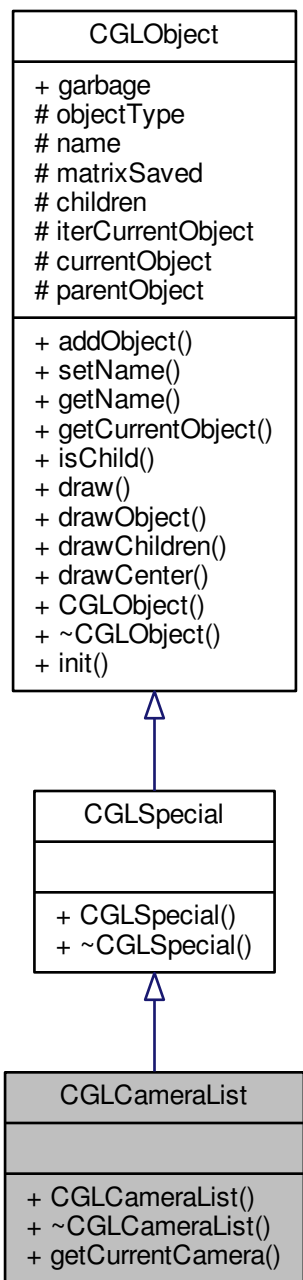 CGLObject
+ garbage
# objectType
# name
# matrixSaved
# children
# iterCurrentObject
# currentObject
# parentObject
+ addObject()
+ setName()
+ getName()
+ getCurrentObject()
+ isChild()
+ draw()
+ drawObject()
+ drawChildren()
+ drawCenter()
+ CGLObject()
+ ~CGLObject()
+ init()
CGLSpecial
+ CGLSpecial()
+ ~CGLSpecial()
CGLCameraList
+ CGLCameraList()
+ ~CGLCameraList()
+ getCurrentCamera()